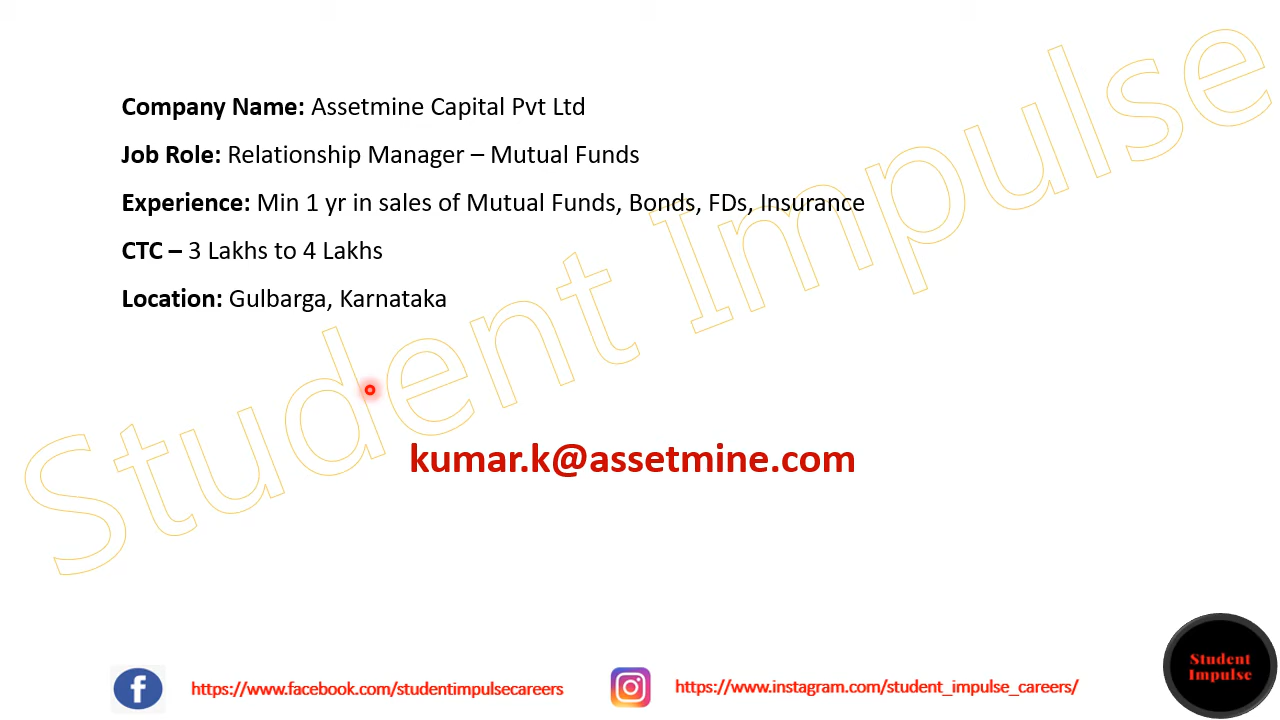 Company Name: Assetmine Capital Pvt Ltd
Job Role: Relationship Manager – Mutual Funds
Experience: Min 1 yr in sales of Mutual Funds, Bonds, FDs, Insurance
CTC – 3 Lakhs to 4 Lakhs
Location: Gulbarga, Karnataka
Student Impulse
kumar.k@assetmine.com
https://www.facebook.com/studentimpulsecareers
https://www.instagram.com/student_impulse_careers/
Student
Impulse